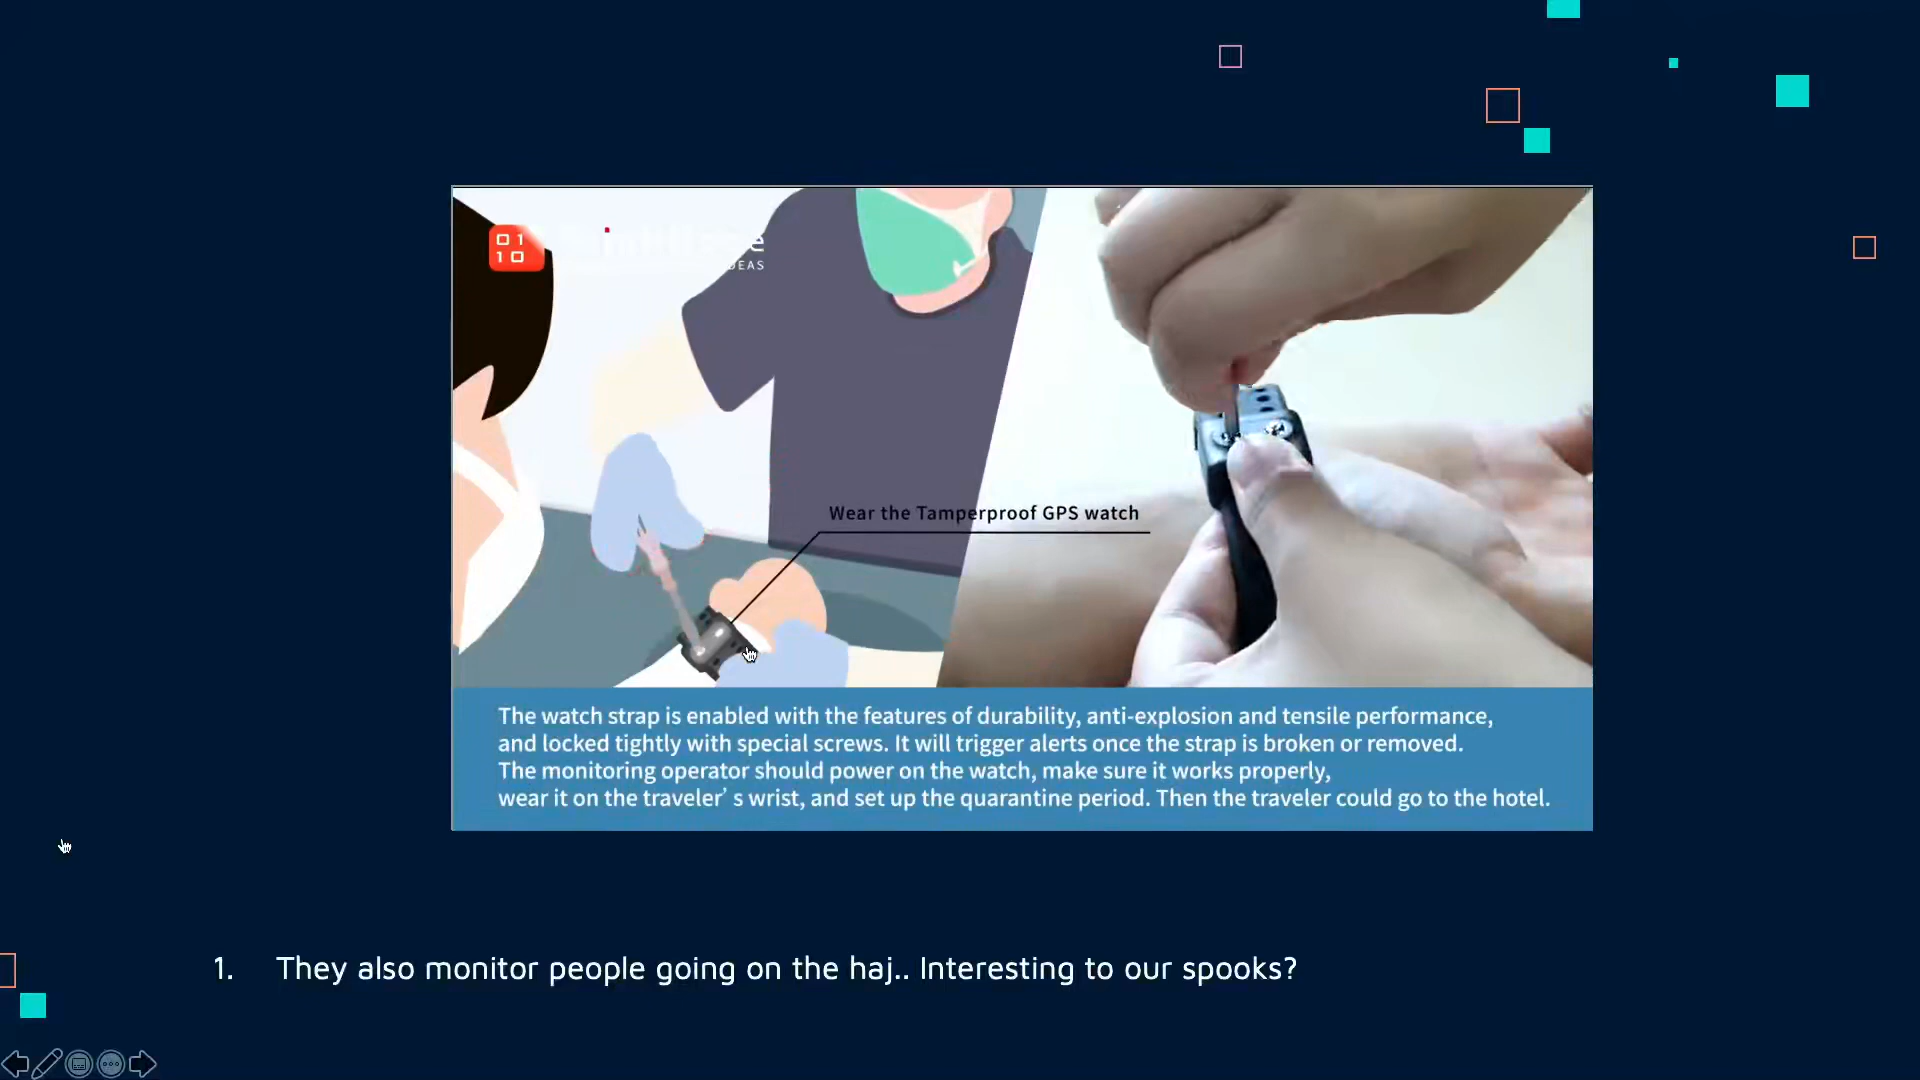 01
10
DEAS
Wear the Tamperproof GPS watch
The watch strap is enabled with the features of durability, anti-explosion and tensile performance,
and locked tightly with special screws. It will trigger alerts once the strap is broken or removed.
The monitoring operator should power on the watch, make sure it works properly,
wear it on the traveler’s wrist, and set up the quarantine period. Then the traveler could go to the hotel.
1. They also monitor people going on the haj.. Interesting to our spooks?